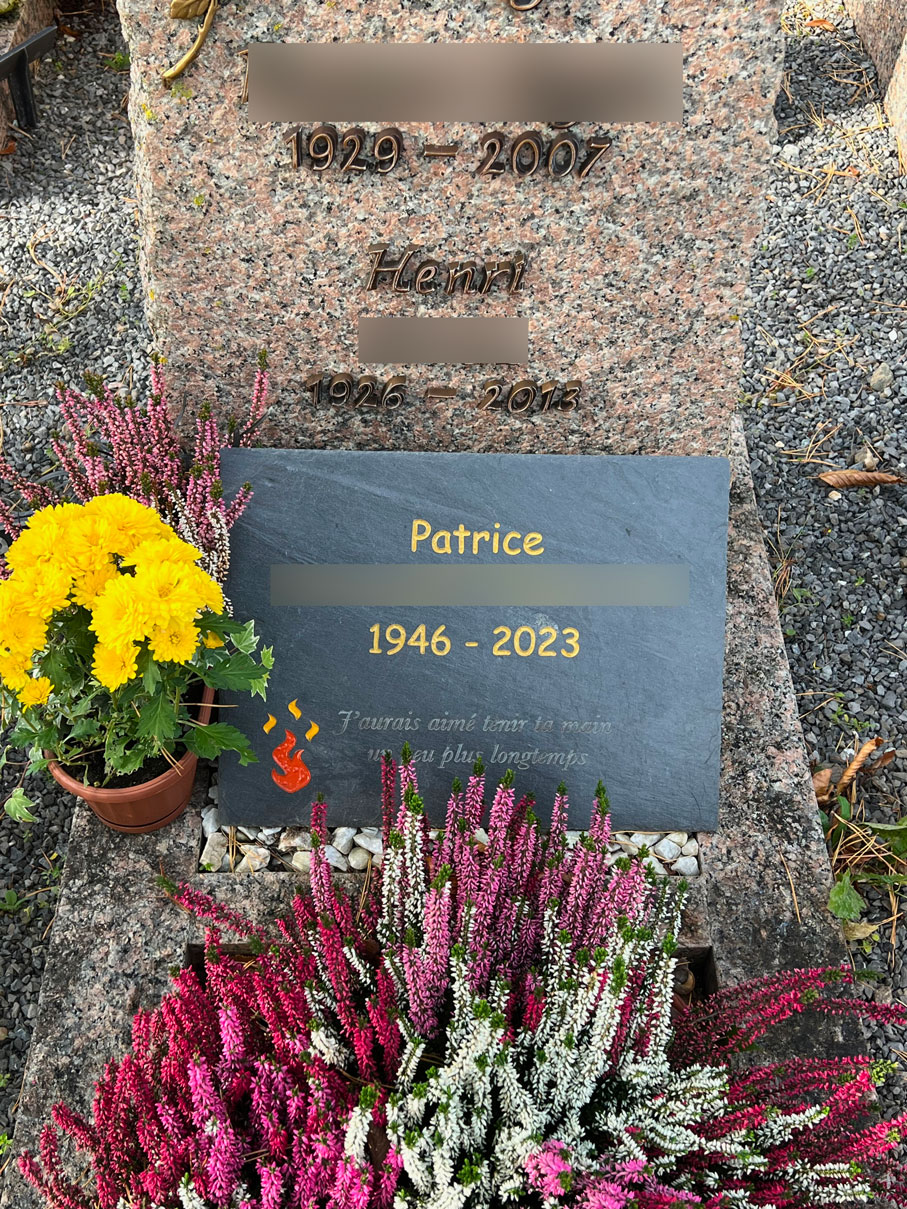 1929 – 2007
Henri
1926 – 2013
Patrice
1946 - 2023
J'aurais aimé tenir ta main
un peu plus longtemps